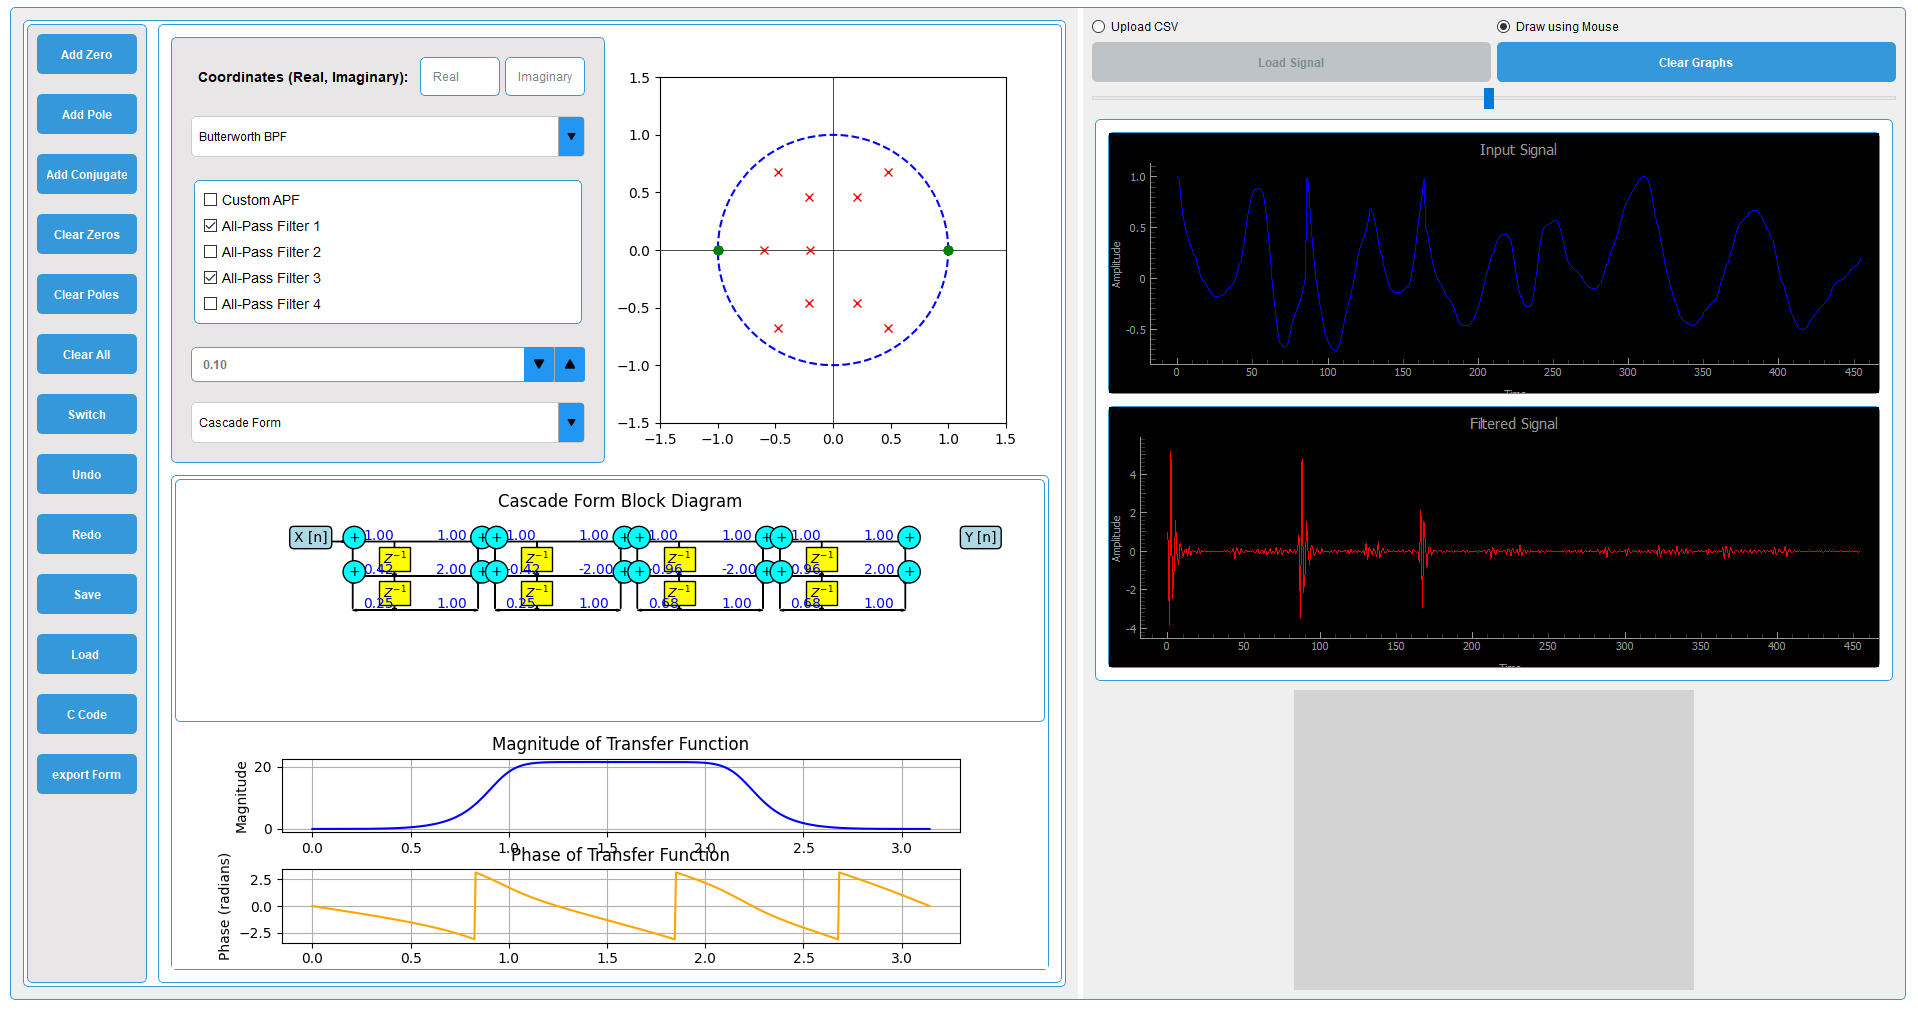 Add Zero
Add Pole
Add Conjugate
Clear Zeros
Clear Poles
Clear All
Switch
Undo
Redo
Save
Load
C Code
export Form
Coordinates (Real, Imaginary): Real Imaginary
Butterworth BPF
Custom APF
All-Pass Filter 1
All-Pass Filter 2
All-Pass Filter 3
All-Pass Filter 4
0.10
Cascade Form
1.5
1.0
0.5
0.0
−0.5
−1.0
−1.5
−1.5 −1.0 −0.5 0.0 0.5 1.0 1.5
Cascade Form Block Diagram
X [n] + 1.00 1.00 + + 1.00 1.00 + + 1.00 1.00 + + 1.00 1.00 + Y [n]
z−1 z−1 z−1 z−1
+ 0.42 2.00 + + -0.42 -2.00 + + -0.96 -2.00 + + 0.96 2.00 +
z−1 z−1 z−1 z−1
0.25 1.00 0.25 1.00 0.68 1.00 0.68 1.00
Magnitude of Transfer Function
Magnitude
20
0
0.0 0.5 1.0 1.5 2.0 2.5 3.0
Phase of Transfer Function
Phase (radians)
2.5
0.0
−2.5
0.0 0.5 1.0 1.5 2.0 2.5 3.0
Upload CSV Draw using Mouse
Load Signal Clear Graphs
Input Signal
Amplitude
1.0
0.5
0
-0.5
0 50 100 150 200 250 300 350 400 450
Time
Filtered Signal
Amplitude
4
2
0
-2
-4
0 50 100 150 200 250 300 350 400 450
Time